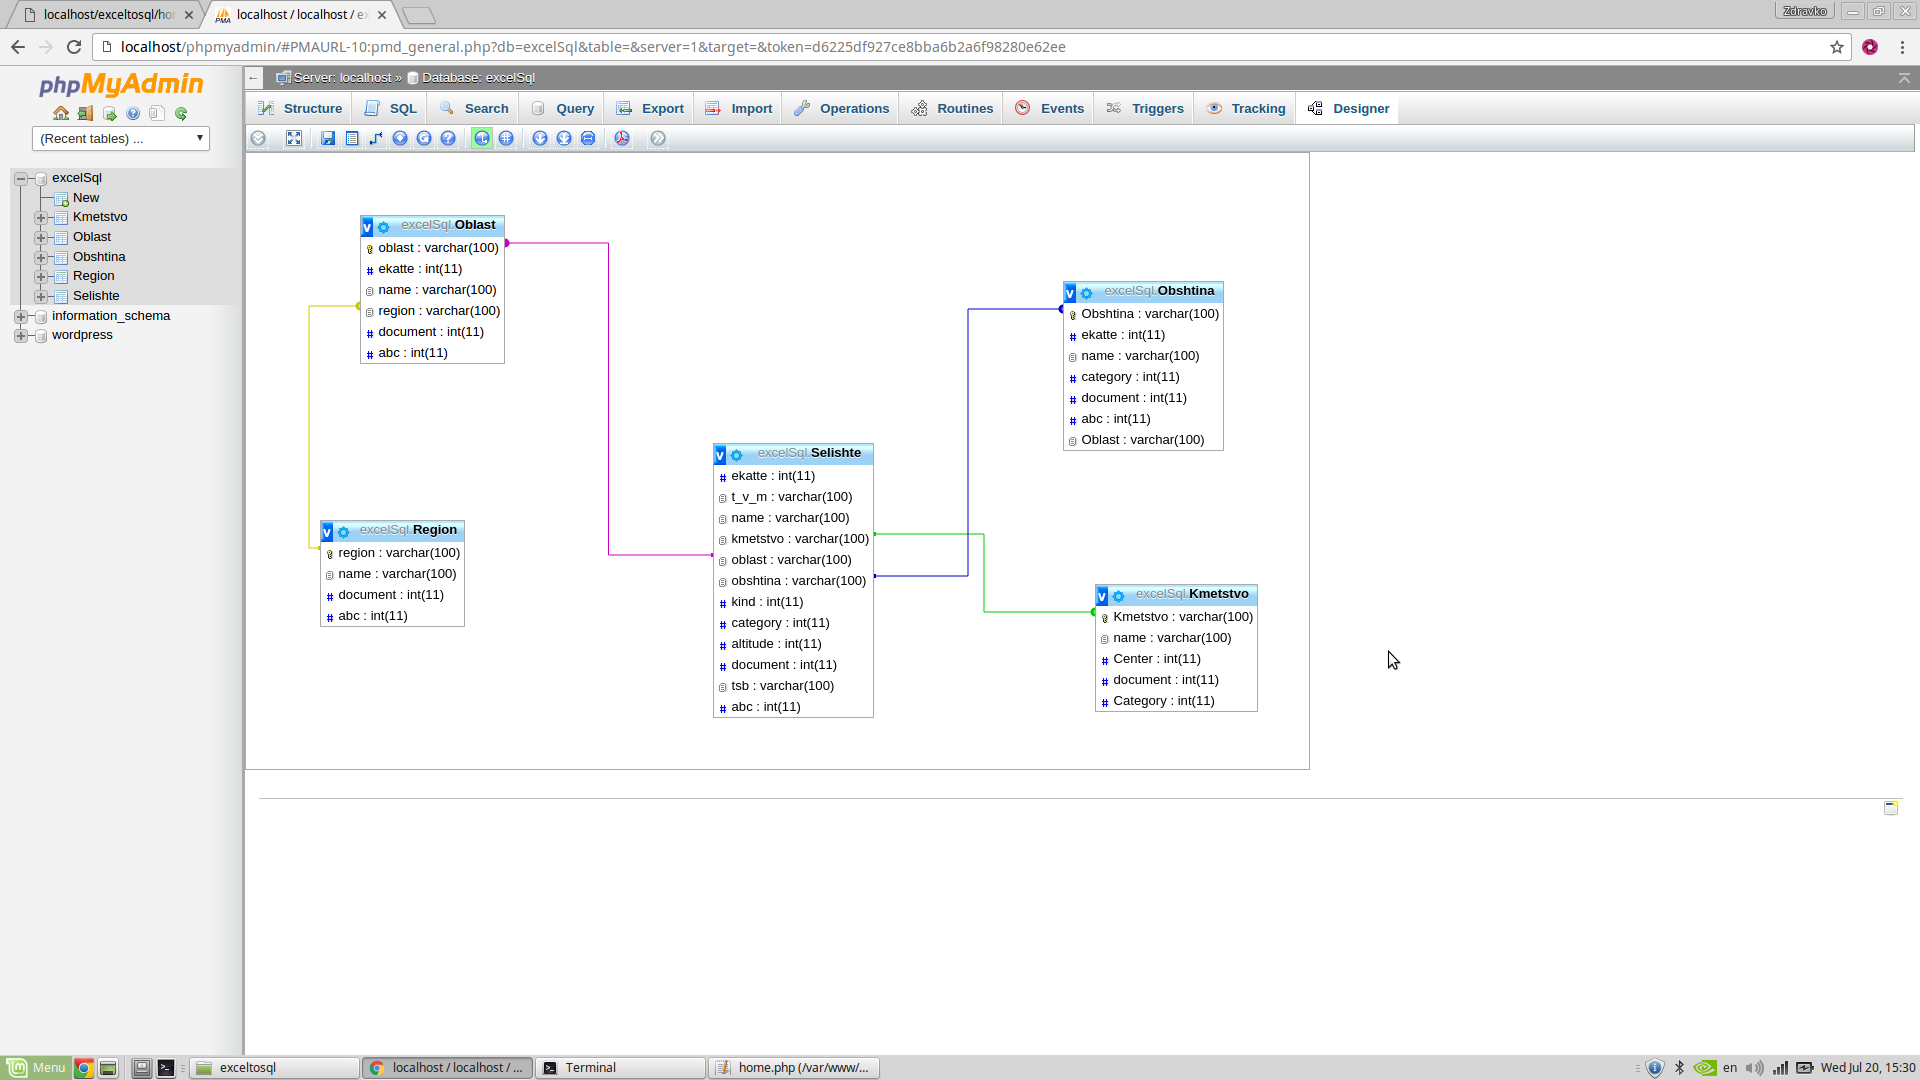 localhost/exceltosql/ho
localhost / localhost / e
Zdravko
localhost/phpmyadmin/#PMAURL-10:pmd_general.php?db=excelSql&table=&server=1&target=&token=d6225df927ce8bba6b2a6f98280e62ee
phpMyAdmin
(Recent tables) ...
excelSql
New
Kmetstvo
Oblast
Obshtina
Region
Selishte
information_schema
wordpress
Server: localhost » Database: excelSql
Structure SQL Search Query Export Import Operations Routines Events Triggers Tracking Designer
excelSql.Oblast
oblast : varchar(100)
ekatte : int(11)
name : varchar(100)
region : varchar(100)
document : int(11)
abc : int(11)
excelSql.Region
region : varchar(100)
name : varchar(100)
document : int(11)
abc : int(11)
excelSql.Selishte
ekatte : int(11)
t_v_m : varchar(100)
name : varchar(100)
kmetstvo : varchar(100)
oblast : varchar(100)
obshtina : varchar(100)
kind : int(11)
category : int(11)
altitude : int(11)
document : int(11)
tsb : varchar(100)
abc : int(11)
excelSql.Obshtina
Obshtina : varchar(100)
ekatte : int(11)
name : varchar(100)
category : int(11)
document : int(11)
abc : int(11)
Oblast : varchar(100)
excelSql.Kmetstvo
Kmetstvo : varchar(100)
name : varchar(100)
Center : int(11)
document : int(11)
Category : int(11)
Menu
exceltosql
localhost / localhost / ...
Terminal
home.php (/var/www/...
en
Wed Jul 20, 15:30